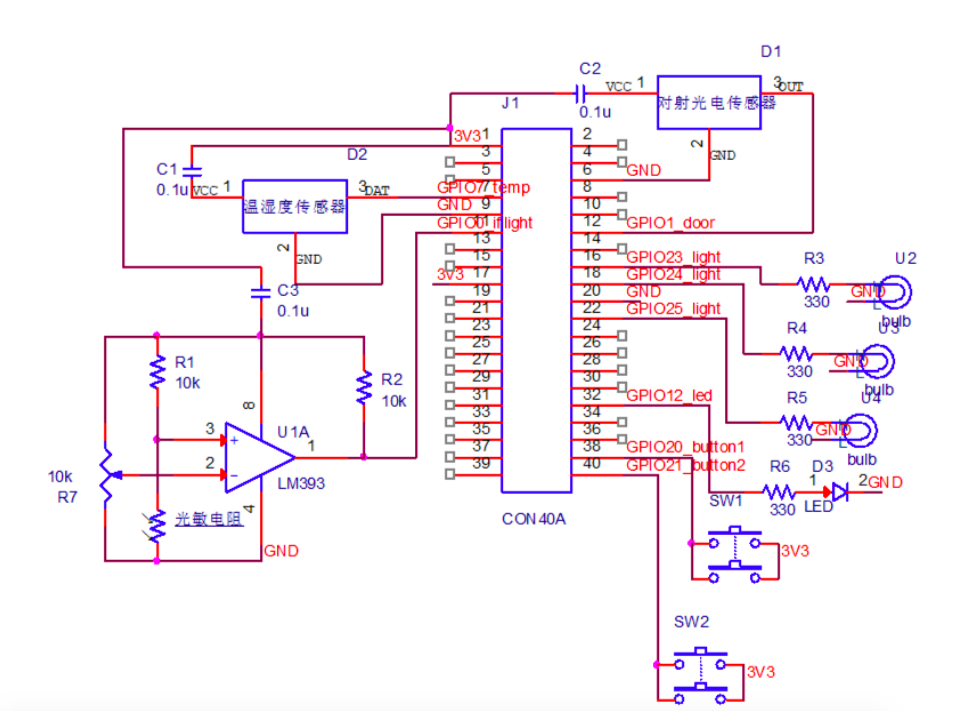 D1
C2
VCC 1
3
OUT
0.1u
对射光电传感器
J1
2
GND
3V3 1
2
3
4
5
6
GND
7
8
GPIO7_temp
9
10
GND
11
12
GPIO0_iflight
GPIO1_door
13
14
15
16
GPIO23_light
3V3 17
18
GPIO24_light
19
20
GND
21
22
GPIO25_light
23
24
25
26
27
28
29
30
31
32
GPIO12_led
33
34
35
36
37
38
GPIO20_button1
39
40
GPIO21_button2
CON40A
D2
C1
0.1u
VCC 1
3
DAT
温湿度传感器
2
GND
C3
0.1u
R1
10k
R2
10k
8
U1A
3
+
1
2
-
LM393
10k
R7
4
光敏电阻
GND
R3
330
U2
GND
bulb
R4
330
U3
GND
bulb
R5
330
U4
GND
bulb
R6
330
D3
1
2
GND
LED
SW1
3V3
SW2
3V3